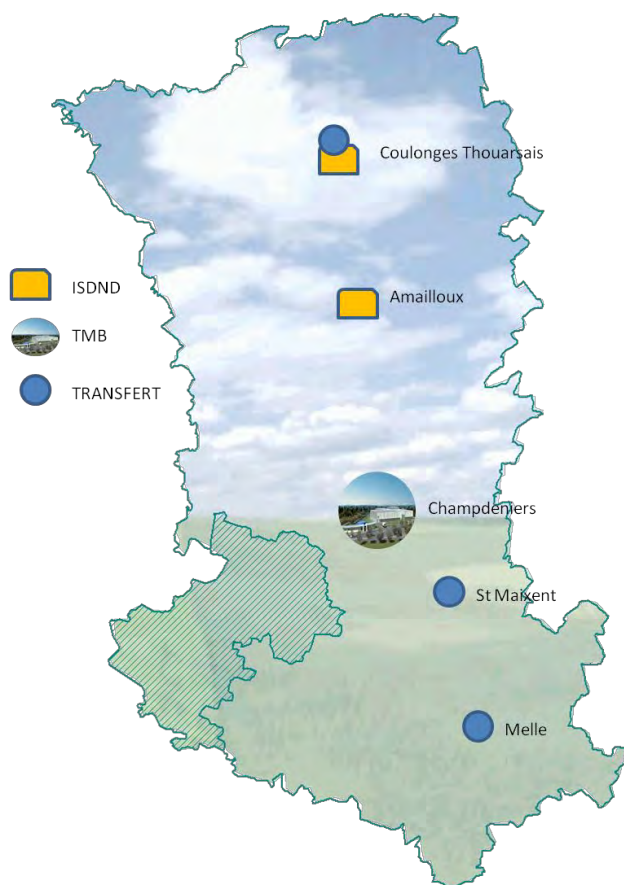 Coulonges Thouarsais
ISDND
Amailloux
TMB
TRANSFERT
Champdeniers
St Maixent
Melle